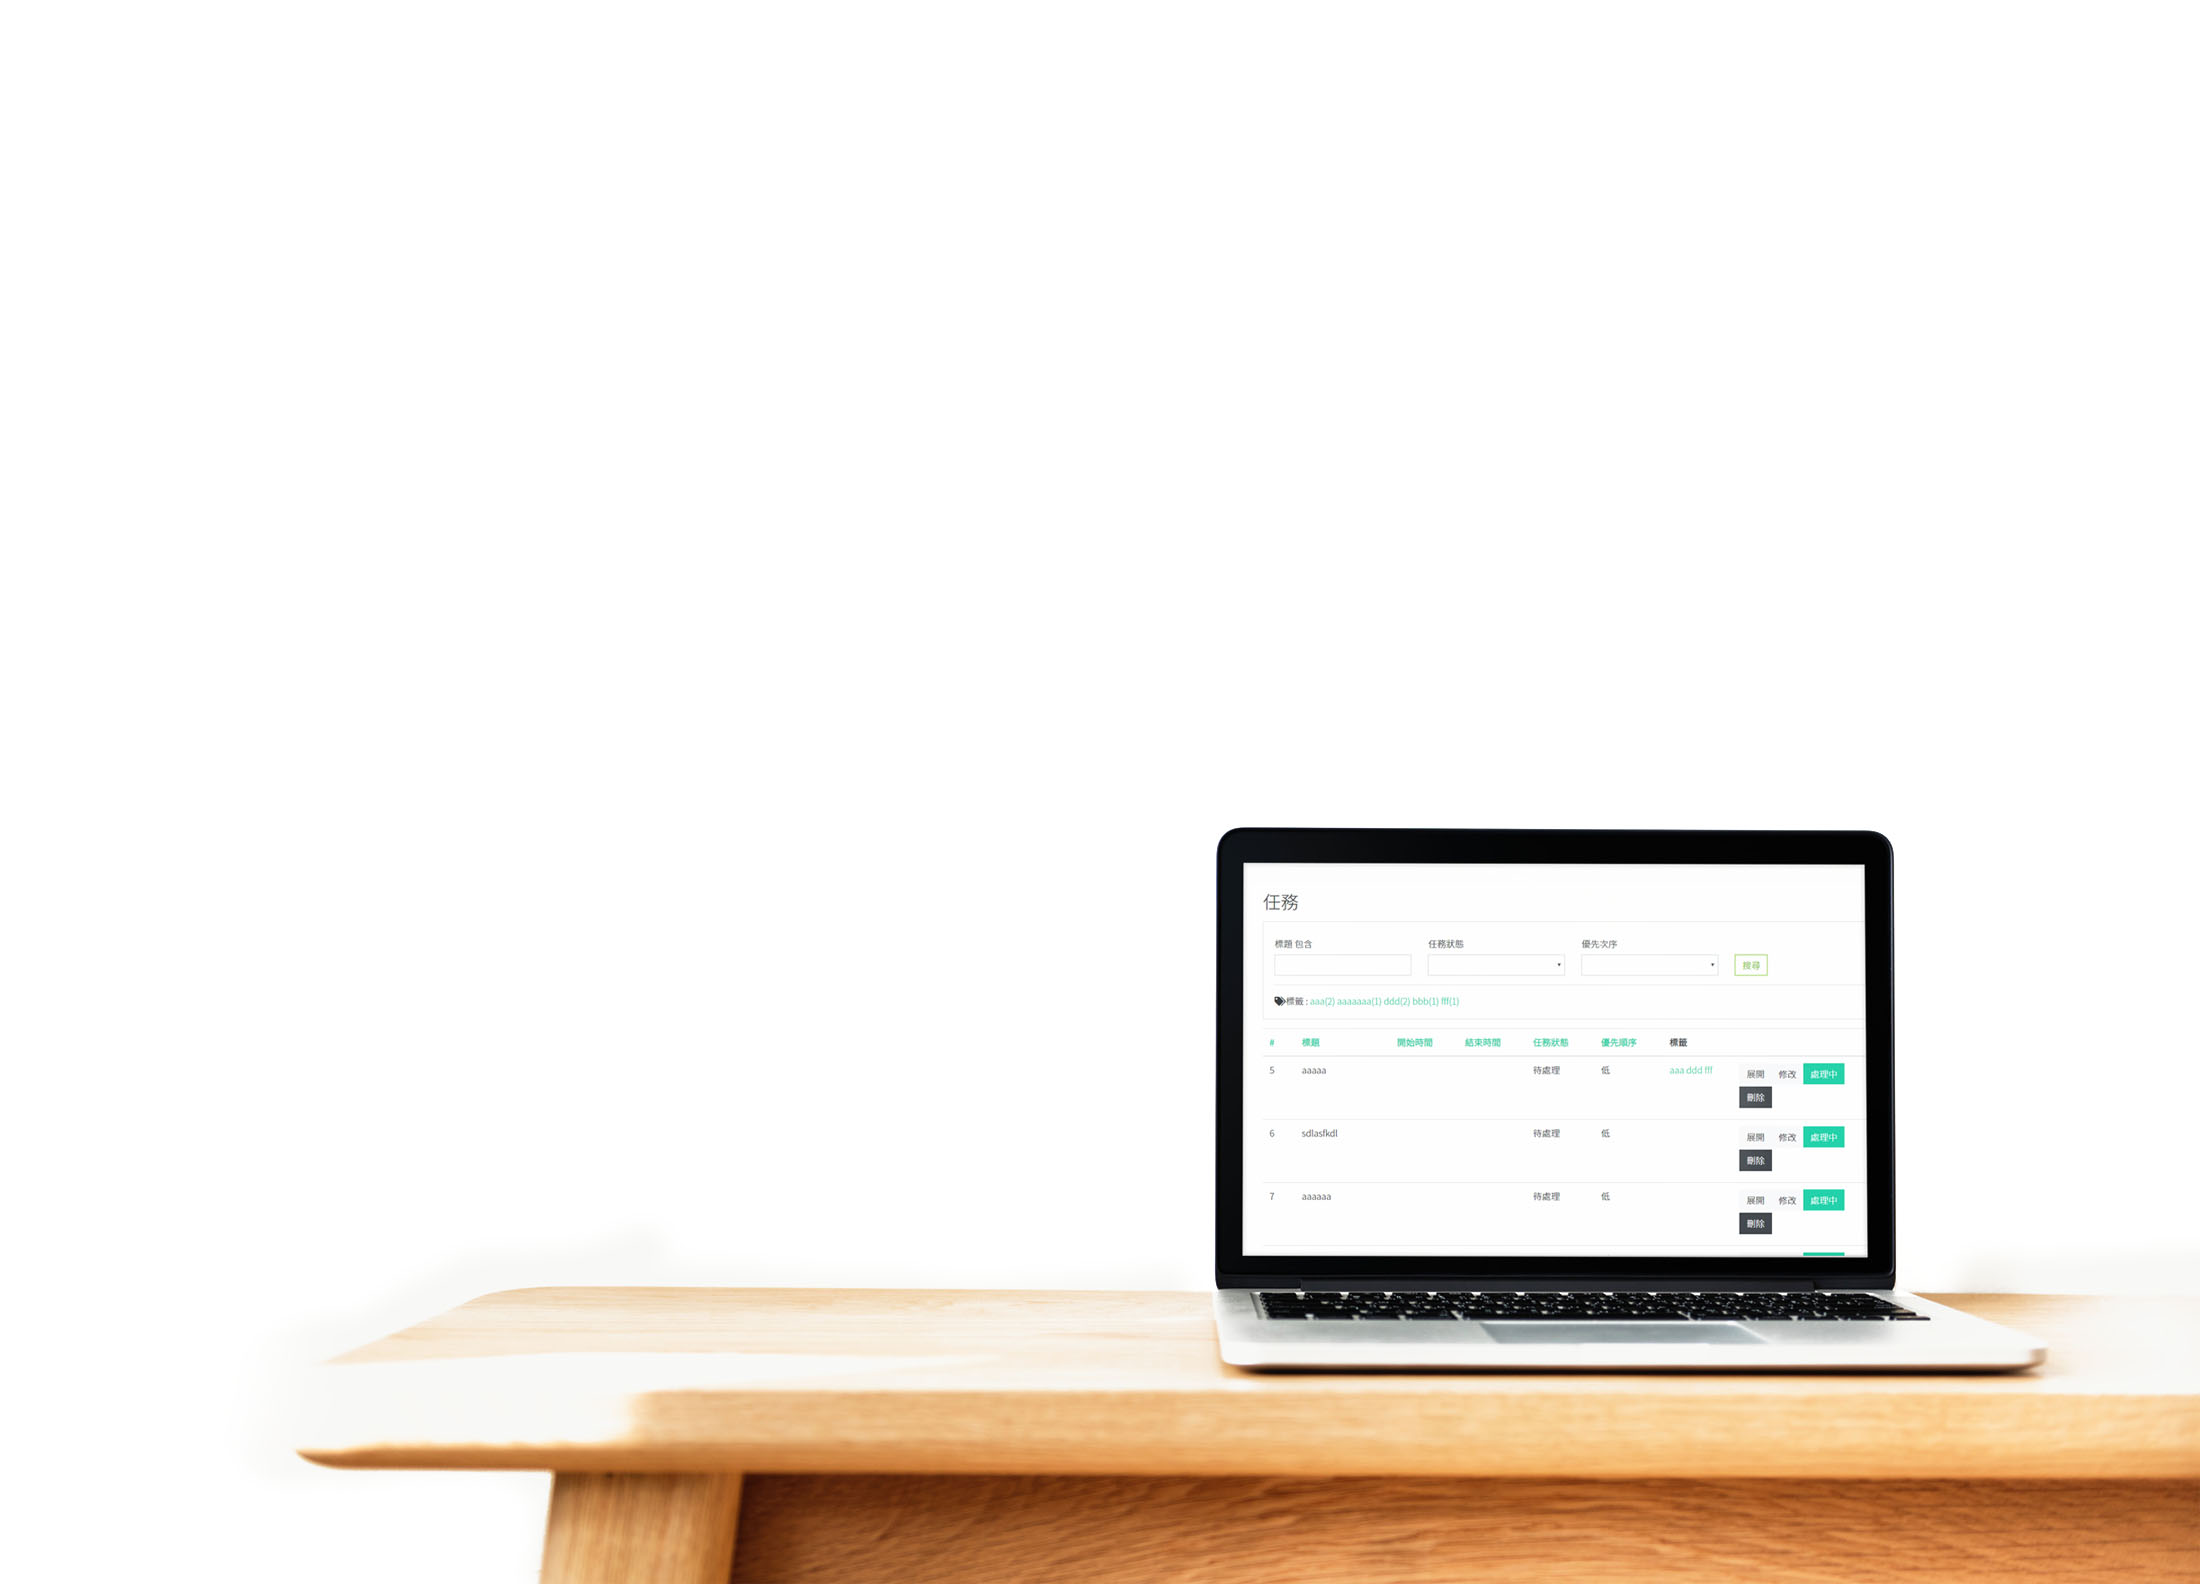 任務
標題 包含 任務狀態 優先次序
搜尋
標籤 : aaa(2) aaaaaaa(1) ddd(2) bbb(1) fff(1)
# 標題 開始時間 結束時間 任務狀態 優先順序 標籤
5 aaaaa 待處理 低 aaa ddd fff 展開 修改 處理中
刪除
6 sdlasfkdl 待處理 低 展開 修改 處理中
刪除
7 aaaaaa 待處理 低 展開 修改 處理中
刪除